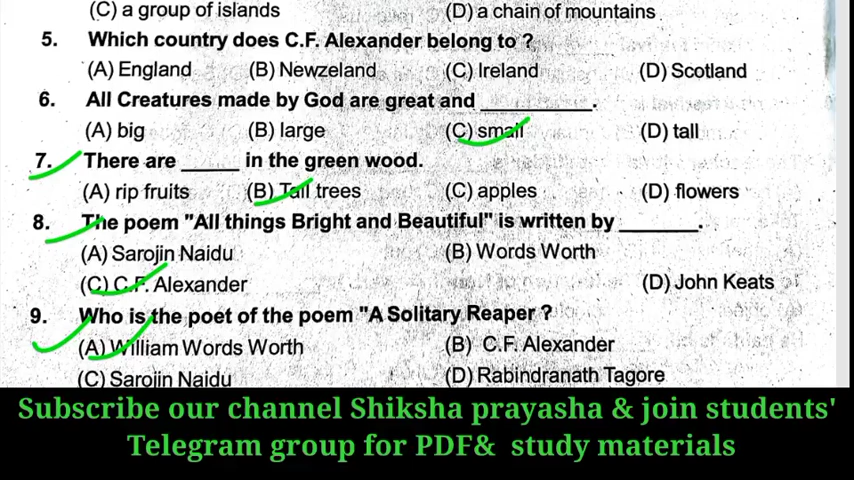 (C) a group of islands (D) a chain of mountains
5. Which country does C.F. Alexander belong to ?
(A) England (B) Newzeland (C) Ireland (D) Scotland
6. All Creatures made by God are great and __________.
(A) big (B) large (C) small (D) tall
7. There are _____ in the green wood.
(A) rip fruits (B) Tall trees (C) apples (D) flowers
8. The poem "All things Bright and Beautiful" is written by _______.
(A) Sarojin Naidu (B) Words Worth
(C) C.F. Alexander (D) John Keats
9. Who is the poet of the poem "A Solitary Reaper ?
(A) William Words Worth (B) C.F. Alexander
(C) Sarojin Naidu (D) Rabindranath Tagore
Subscribe our channel Shiksha prayasha & join students'
Telegram group for PDF& study materials